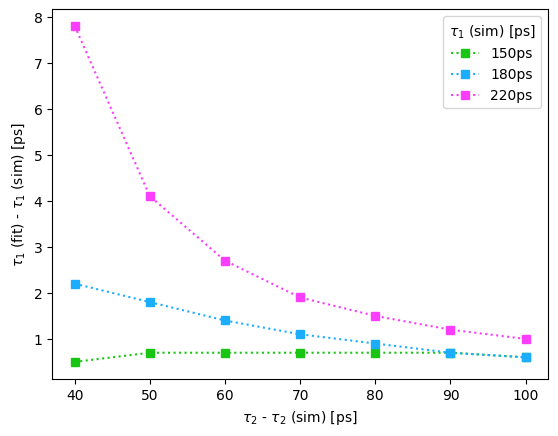 8
7
6
5
4
3
2
1
τ₁ (fit) - τ₁ (sim) [ps]
τ₁ (sim) [ps]
150ps
180ps
220ps
40 50 60 70 80 90 100
τ₂ - τ₂ (sim) [ps]